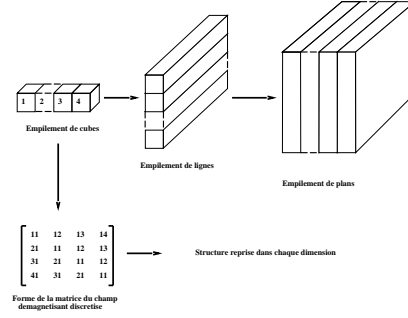 1 2 3 4
Empilement de cubes
Empilement de lignes
Empilement de plans
11 12 13 14
21 11 12 13
31 21 11 12
41 31 21 11
Structure reprise dans chaque dimension
Forme de la matrice du champ
demagnetisant discretise